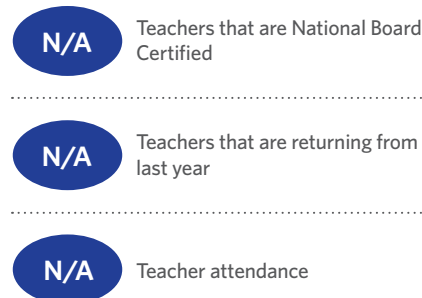 N/A
Teachers that are National Board
Certified
N/A
Teachers that are returning from
last year
N/A
Teacher attendance